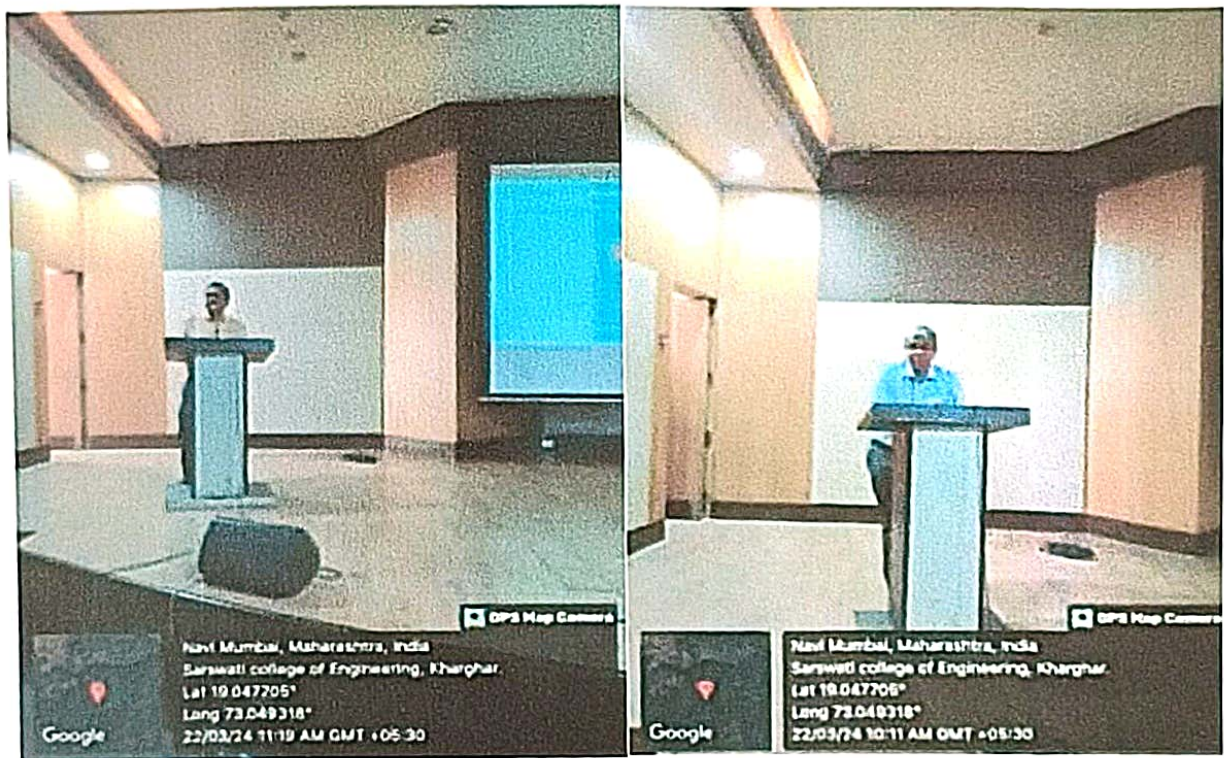 GPS Map Camera
Navi Mumbai, Maharashtra, India
Sarswati college of Engineering, Kharghar,
Lat 19.047705°
Long 73.049318°
22/03/24 11:19 AM GMT +05:30
Google
GPS Map Camera
Navi Mumbai, Maharashtra, India
Sarswati college of Engineering, Kharghar,
Lat 19.047705°
Long 73.049318°
22/03/24 10:11 AM GMT +05:30
Google